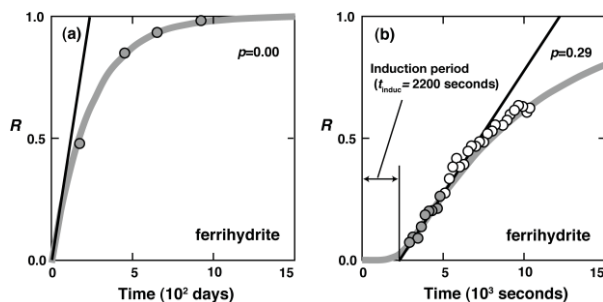 (a)
p=0.00
R
1.0
0.5
0.0
ferrihydrite
0
5
10
15
Time (10² days)
(b)
p=0.29
Induction period
(t_induc= 2200 seconds)
R
1.0
0.5
0.0
ferrihydrite
0
5
10
15
Time (10³ seconds)